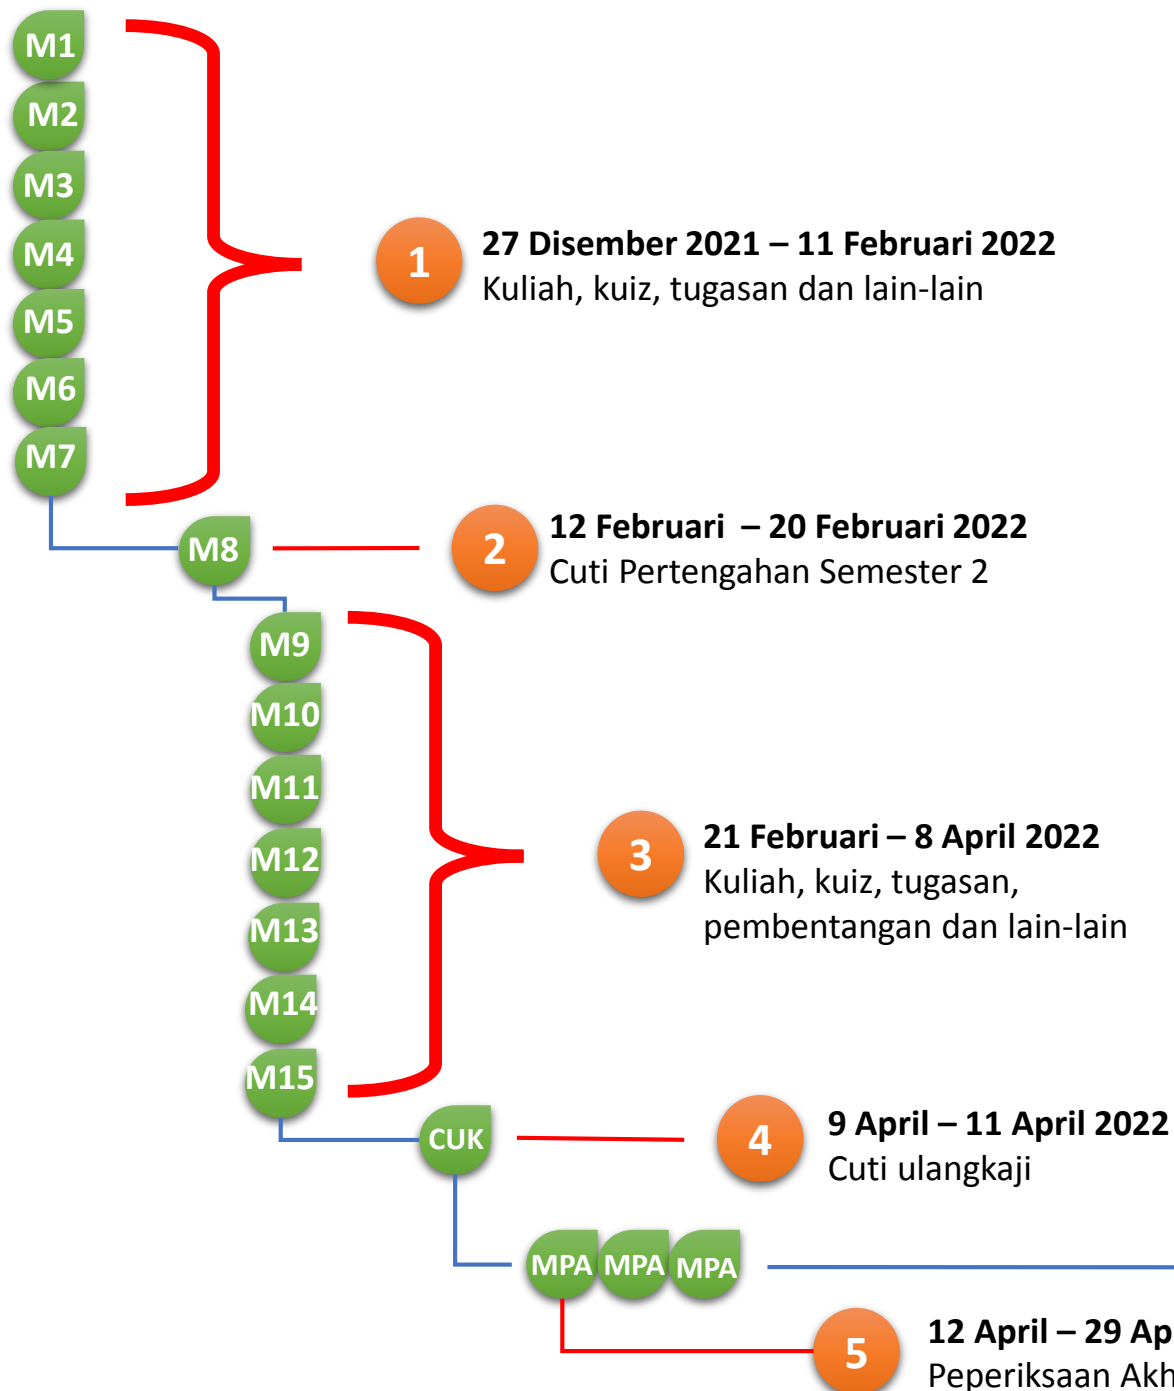 M1
M2
M3
M4
M5
M6
M7
1
27 Disember 2021 – 11 Februari 2022
Kuliah, kuiz, tugasan dan lain-lain
M8
2
12 Februari – 20 Februari 2022
Cuti Pertengahan Semester 2
M9
M10
M11
M12
M13
M14
M15
3
21 Februari – 8 April 2022
Kuliah, kuiz, tugasan,
pembentangan dan lain-lain
CUK
4
9 April – 11 April 2022
Cuti ulangkaji
MPA MPA MPA
5
12 April – 29 Ap
Peperiksaan Akh